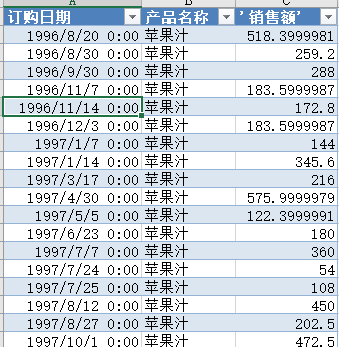 A B C
订购日期 产品名称 '销售额'
1996/8/20 0:00 苹果汁 518.3999981
1996/8/30 0:00 苹果汁 259.2
1996/9/30 0:00 苹果汁 288
1996/11/7 0:00 苹果汁 183.5999987
1996/11/14 0:00 苹果汁 172.8
1996/12/3 0:00 苹果汁 183.5999987
1997/1/7 0:00 苹果汁 144
1997/1/14 0:00 苹果汁 345.6
1997/3/17 0:00 苹果汁 216
1997/4/30 0:00 苹果汁 575.9999979
1997/5/5 0:00 苹果汁 122.3999991
1997/6/23 0:00 苹果汁 180
1997/7/7 0:00 苹果汁 360
1997/7/24 0:00 苹果汁 54
1997/7/25 0:00 苹果汁 108
1997/8/12 0:00 苹果汁 450
1997/8/27 0:00 苹果汁 202.5
1997/10/1 0:00 苹果汁 472.5